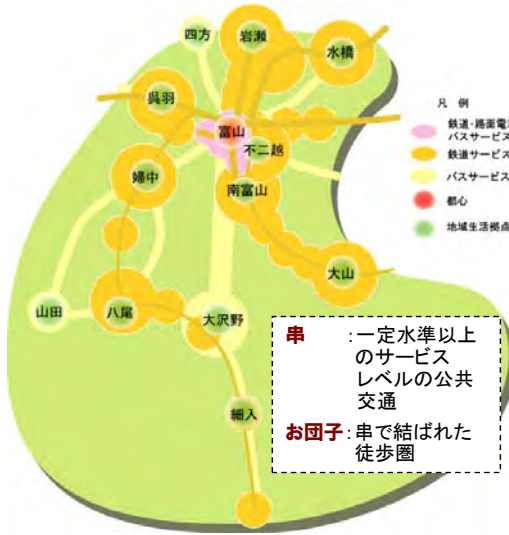 四方
岩瀬
水橋
呉羽
富山
不二越
婦中
南富山
大山
山田
八尾
大沢野
細入
凡 例
鉄道・路面電車
バスサービス
鉄道サービス
バスサービス
都心
地域生活拠点
串 :一定水準以上
のサービス
レベルの公共
交通
お団子:串で結ばれた
徒歩圏